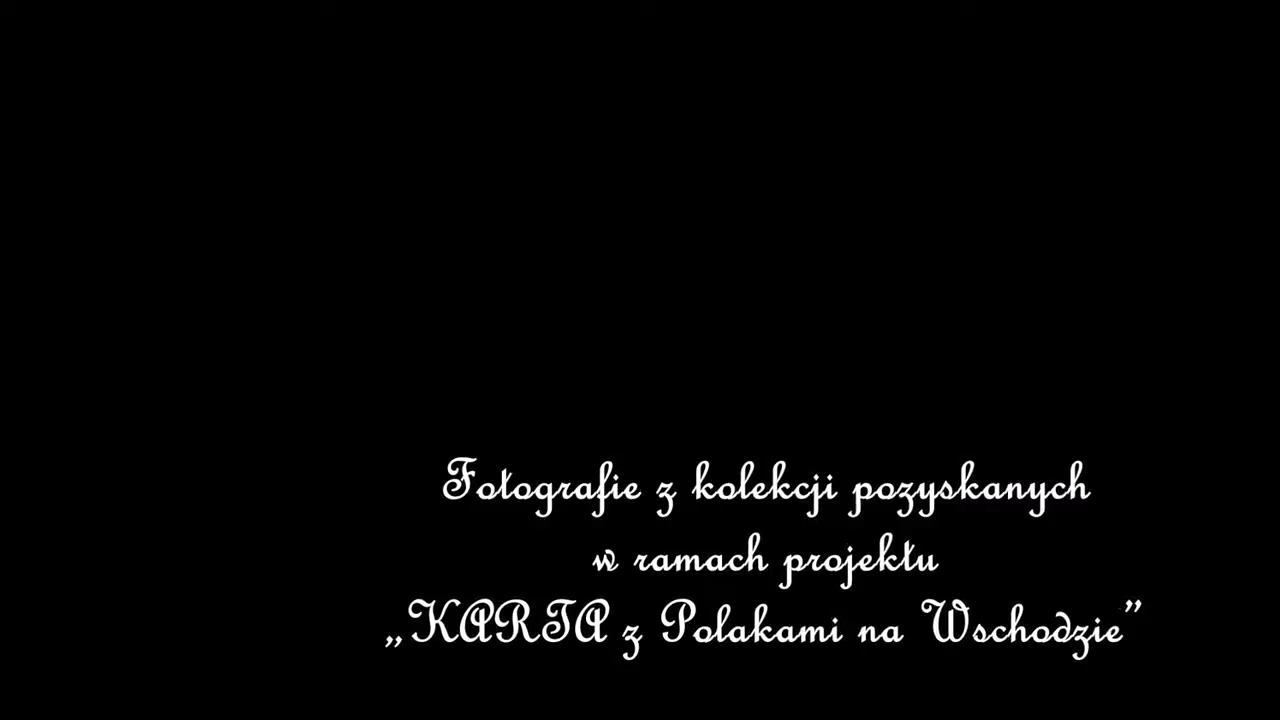 Fotografie z kolekcji pozyskanych
w ramach projektu
„KARTA z Polakami na Wschodzie”